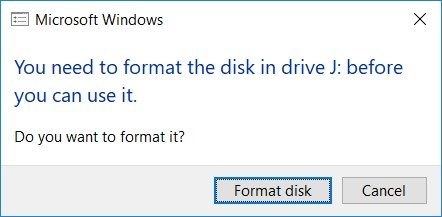 Microsoft Windows
You need to format the disk in drive J: before
you can use it.
Do you want to format it?
Format disk
Cancel